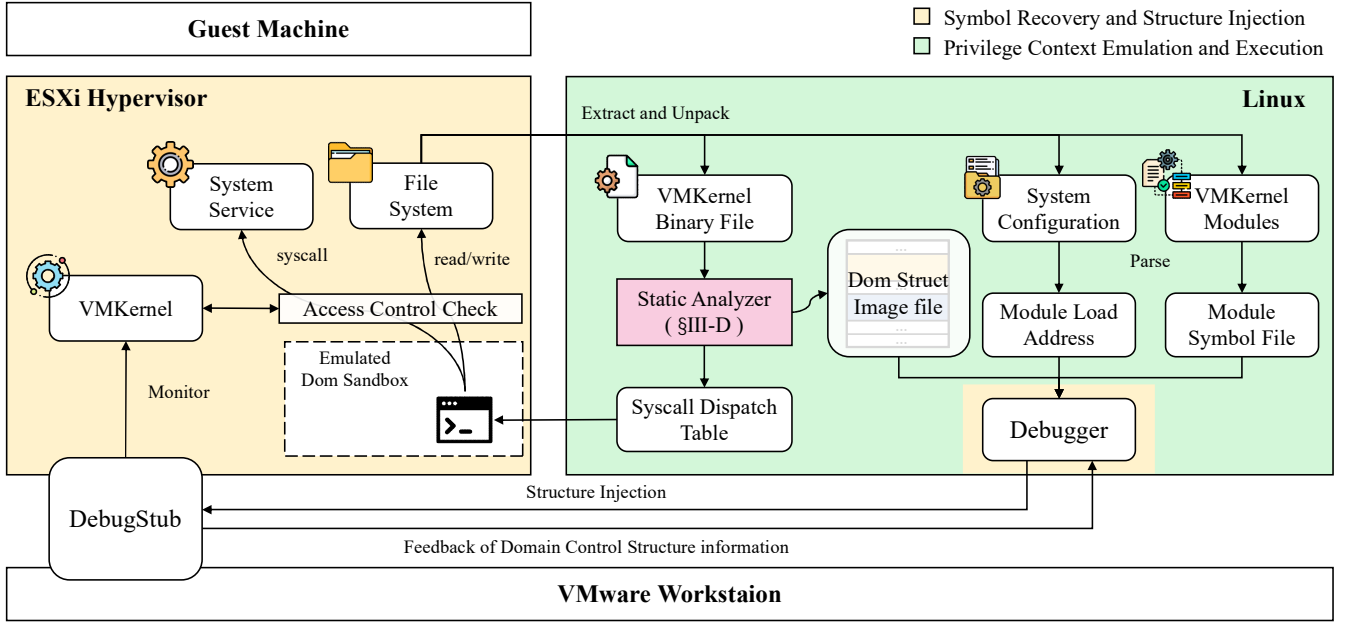 Guest Machine
Symbol Recovery and Structure Injection
Privilege Context Emulation and Execution
ESXi Hypervisor
System
Service
File
System
syscall
read/write
VMKernel
Access Control Check
Emulated
Dom Sandbox
Monitor
Linux
Extract and Unpack
VMKernel
Binary File
System
Configuration
VMKernel
Modules
Parse
Static Analyzer
( §III-D )
...
Dom Struct
Image file
...
...
Module Load
Address
Module
Symbol File
Syscall Dispatch
Table
Debugger
DebugStub
Structure Injection
Feedback of Domain Control Structure information
VMware Workstaion